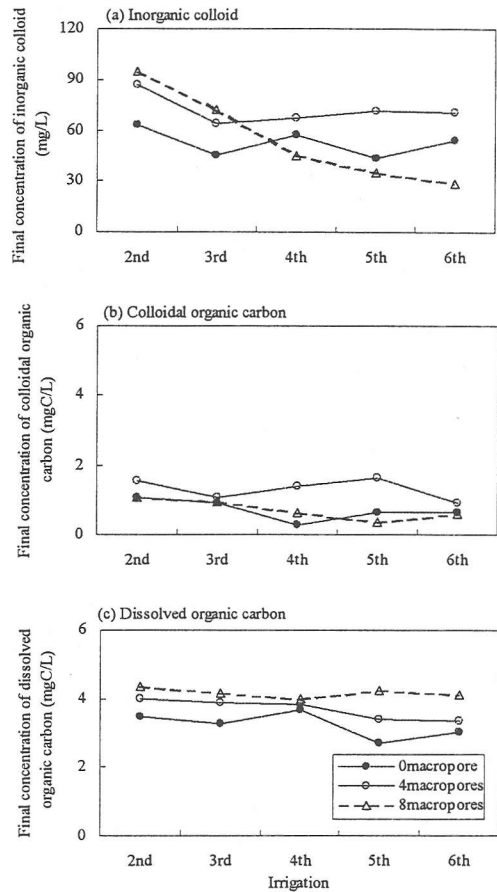 (a) Inorganic colloid
Final concentration of inorganic colloid
(mg/L)
120
90
60
30
0
2nd 3rd 4th 5th 6th
(b) Colloidal organic carbon
Final concentration of colloidal organic
carbon (mgC/L)
6
4
2
0
2nd 3rd 4th 5th 6th
(c) Dissolved organic carbon
Final concentration of dissolved
organic carbon (mgC/L)
6
4
2
0
0macropore
4macropores
8macropores
2nd 3rd 4th 5th 6th
Irrigation